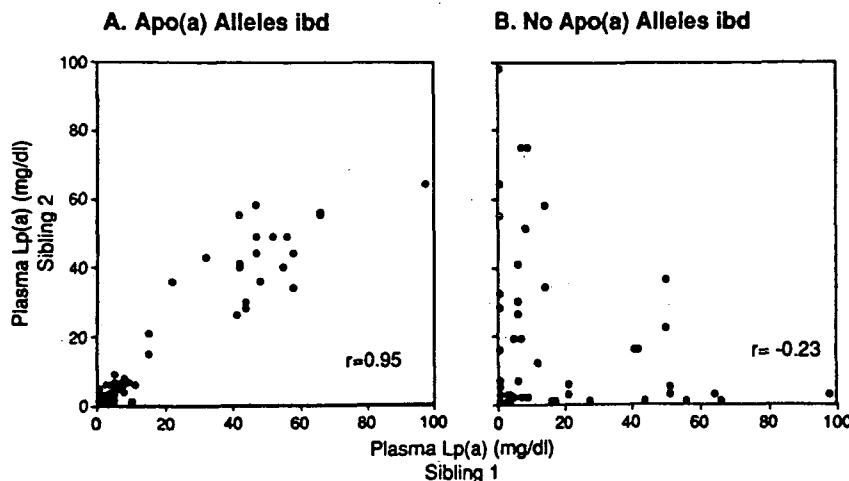 A. Apo(a) Alleles ibd
B. No Apo(a) Alleles ibd
Plasma Lp(a) (mg/dl)
Sibling 2
100
80
60
40
20
0
r=0.95
r= -0.23
0 20 40 60 80 100
0 20 40 60 80 100
Plasma Lp(a) (mg/dl)
Sibling 1